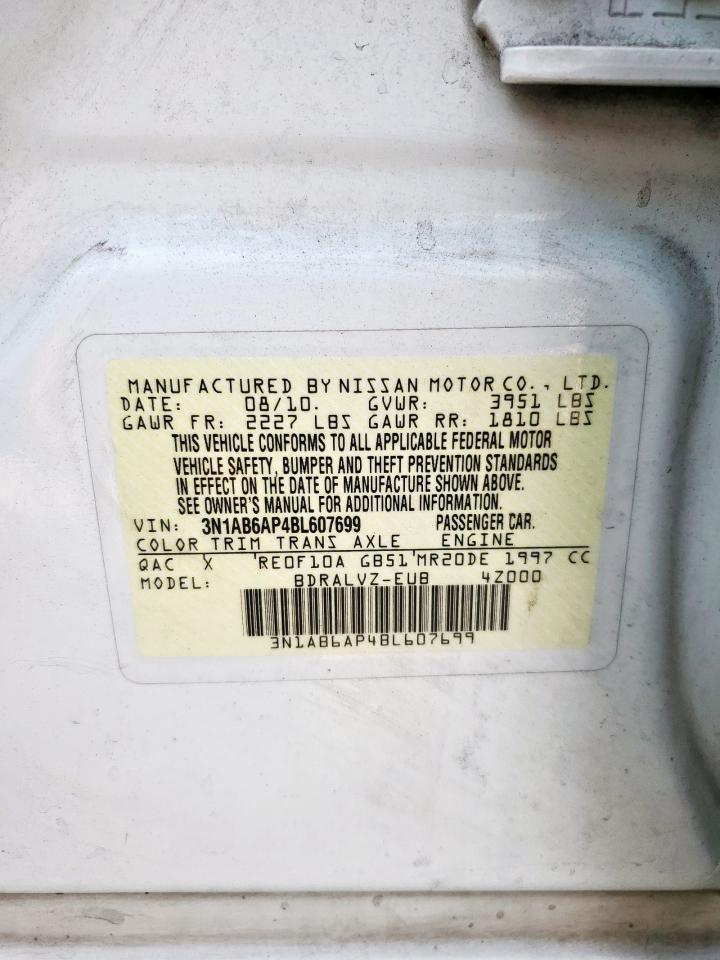 MANUFACTURED BY NISSAN MOTOR CO., LTD.
DATE: 08/10. GVWR: 3951 LBS
GAWR FR: 2227 LBS GAWR RR: 1810 LBS
THIS VEHICLE CONFORMS TO ALL APPLICABLE FEDERAL MOTOR
VEHICLE SAFETY, BUMPER AND THEFT PREVENTION STANDARDS
IN EFFECT ON THE DATE OF MANUFACTURE SHOWN ABOVE.
SEE OWNER'S MANUAL FOR ADDITIONAL INFORMATION.
VIN: 3N1AB6AP4BL607699 PASSENGER CAR.
COLOR TRIM TRANS AXLE ENGINE
QAC X RE0F10A GB51 MR20DE 1997 CC
MODEL: BDRALVZ-EUB 4Z000
3N1AB6AP4BL607699